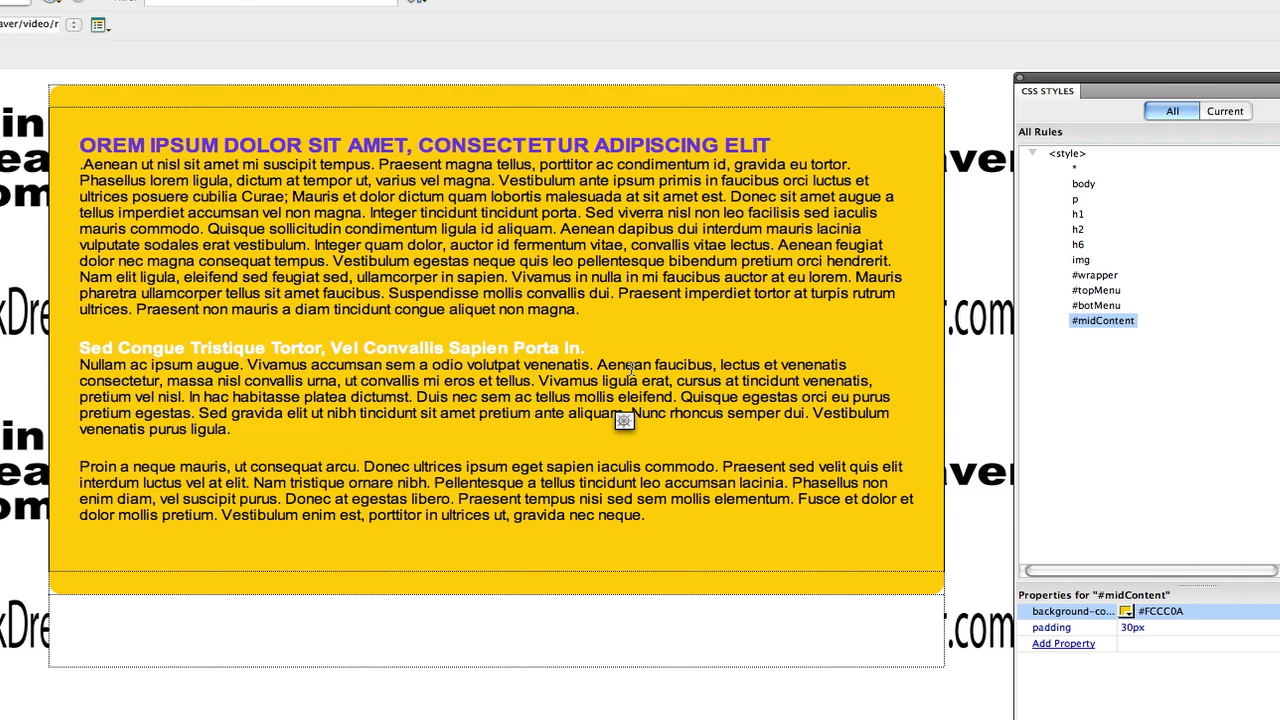 aver/video/r
CSS STYLES
All Current
All Rules
<style>
*
body
p
h1
h2
h6
img
#wrapper
#topMenu
#botMenu
#midContent
in
ea
om
OREM IPSUM DOLOR SIT AMET, CONSECTETUR ADIPISCING ELIT
.Aenean ut nisl sit amet mi suscipit tempus. Praesent magna tellus, porttitor ac condimentum id, gravida eu tortor.
Phasellus lorem ligula, dictum at tempor ut, varius vel magna. Vestibulum ante ipsum primis in faucibus orci luctus et
ultrices posuere cubilia Curae; Mauris et dolor dictum quam lobortis malesuada at sit amet est. Donec sit amet augue a
tellus imperdiet accumsan vel non magna. Integer tincidunt tincidunt porta. Sed viverra nisl non leo facilisis sed iaculis
mauris commodo. Quisque sollicitudin condimentum ligula id aliquam. Aenean dapibus dui interdum mauris lacinia
vulputate sodales erat vestibulum. Integer quam dolor, auctor id fermentum vitae, convallis vitae lectus. Aenean feugiat
dolor nec magna consequat tempus. Vestibulum egestas neque quis leo pellentesque bibendum pretium orci hendrerit.
Nam elit ligula, eleifend sed feugiat sed, ullamcorper in sapien. Vivamus in nulla in mi faucibus auctor at eu lorem. Mauris
pharetra ullamcorper tellus sit amet faucibus. Suspendisse mollis convallis dui. Praesent imperdiet tortor at turpis rutrum
ultrices. Praesent non mauris a diam tincidunt congue aliquet non magna.
Sed Congue Tristique Tortor, Vel Convallis Sapien Porta In.
Nullam ac ipsum augue. Vivamus accumsan sem a odio volutpat venenatis. Aenean faucibus, lectus et venenatis
consectetur, massa nisl convallis urna, ut convallis mi eros et tellus. Vivamus ligula erat, cursus at tincidunt venenatis,
pretium vel nisl. In hac habitasse platea dictumst. Duis nec sem ac tellus mollis eleifend. Quisque egestas orci eu purus
pretium egestas. Sed gravida elit ut nibh tincidunt sit amet pretium ante aliquam. Nunc rhoncus semper dui. Vestibulum
venenatis purus ligula.
Proin a neque mauris, ut consequat arcu. Donec ultrices ipsum eget sapien iaculis commodo. Praesent sed velit quis elit
interdum luctus vel at elit. Nam tristique ornare nibh. Pellentesque a tellus tincidunt leo accumsan lacinia. Phasellus non
enim diam, vel suscipit purus. Donec at egestas libero. Praesent tempus nisi sed sem mollis elementum. Fusce et dolor et
dolor mollis pretium. Vestibulum enim est, porttitor in ultrices ut, gravida nec neque.
aver
xDre
.com
in
ea
om
aver
xDre
.com
Properties for "#midContent"
background-co... #FCCC0A
padding 30px
Add Property